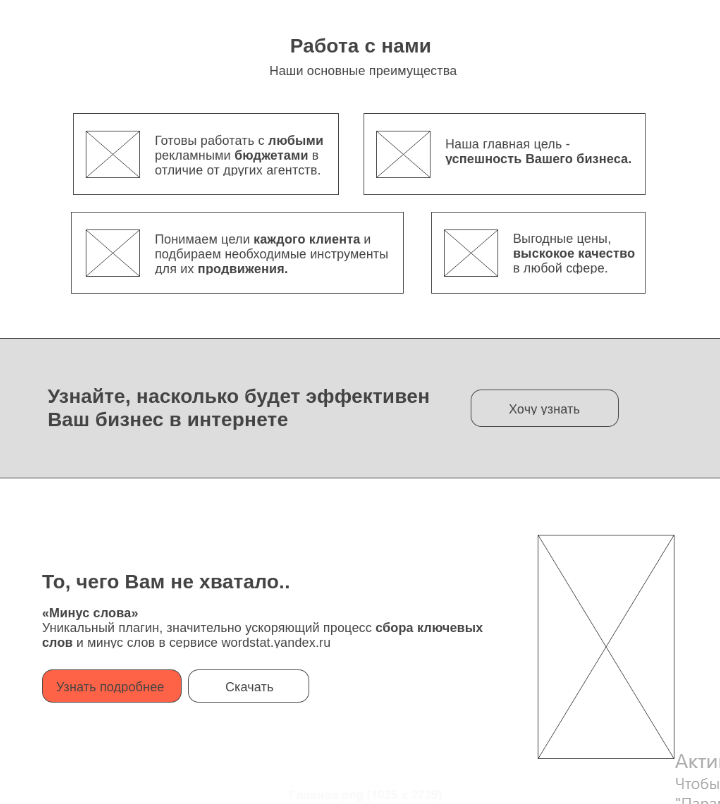 Работа с нами
Наши основные преимущества
Готовы работать с любыми
рекламными бюджетами в
отличие от других агентств.
Наша главная цель -
успешность Вашего бизнеса.
Понимаем цели каждого клиента и
подбираем необходимые инструменты
для их продвижения.
Выгодные цены,
выскокое качество
в любой сфере.
Узнайте, насколько будет эффективен
Ваш бизнес в интернете
Хочу узнать
То, чего Вам не хватало..
«Минус слова»
Уникальный плагин, значительно ускоряющий процесс сбора ключевых
слов и минус слов в сервисе wordstat.yandex.ru
Узнать подробнее
Скачать
Чтобы